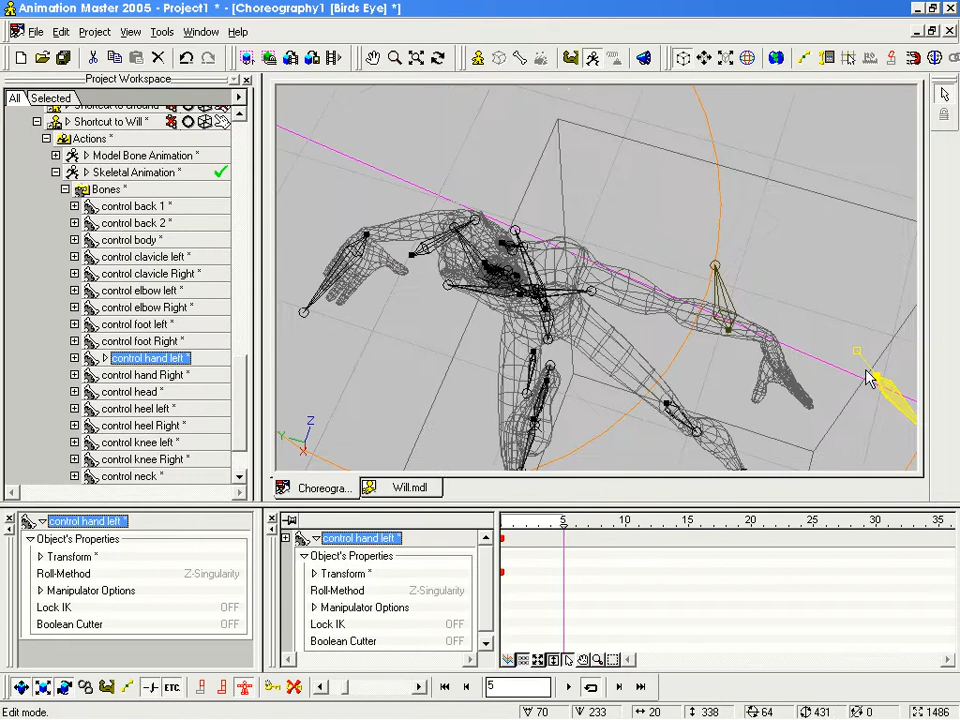 Animation Master 2005 - Project1 * - [Choreography1 [Birds Eye] *]
File Edit Project View Tools Window Help
Project Workspace
All Selected
Shortcut to Ground
Shortcut to Will *
Actions *
Model Bone Animation *
Skeletal Animation *
Bones *
control back 1 *
control back 2 *
control body *
control clavicle left *
control clavicle Right *
control elbow left *
control elbow Right *
control foot left *
control foot Right *
control hand left *
control hand Right *
control head *
control heel left *
control heel Right *
control knee left *
control knee Right *
control neck *
Z
Y
X
Choreogra... Will.mdl
control hand left *
Object's Properties
Transform *
Roll-Method Z-Singularity
Manipulator Options
Lock IK OFF
Boolean Cutter OFF
control hand left *
Object's Properties
Transform *
Roll-Method Z-Singularity
Manipulator Options
Lock IK OFF
Boolean Cutter OFF
5 10 15 20 25 30 35
ETC.
5
Edit mode.
70 233 20 338 64 431 0 1486